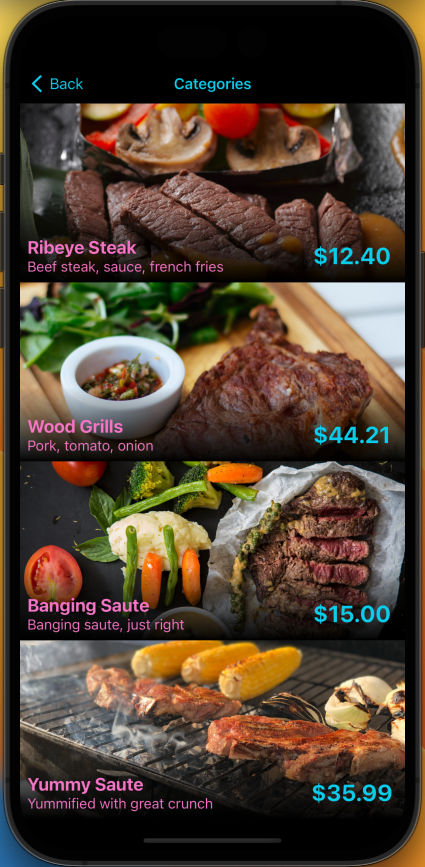 Back
Categories
Ribeye Steak
Beef steak, sauce, french fries
$12.40
Wood Grills
Pork, tomato, onion
$44.21
Banging Saute
Banging saute, just right
$15.00
Yummy Saute
Yummified with great crunch
$35.99